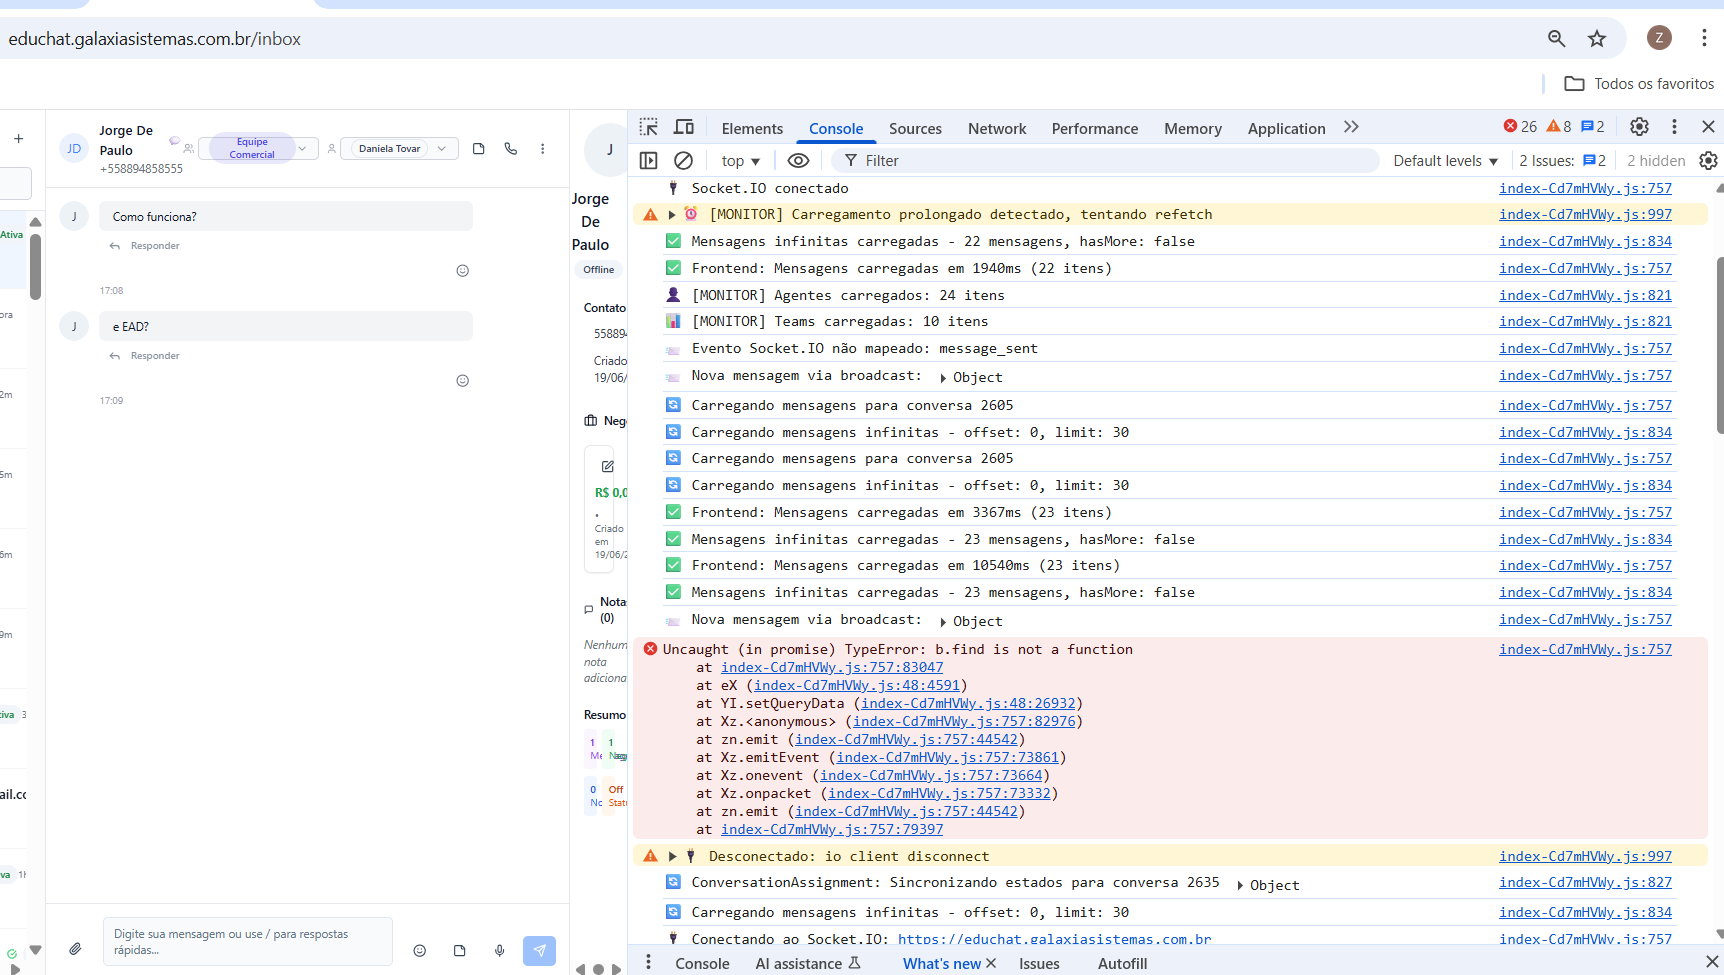 educhat.galaxiasistemas.com.br/inbox
Z
Todos os favoritos
+
Ativa
ora
2m
5m
6m
9m
tiva 3
ail.co
va 1h
JD
Jorge De
Paulo
+558894858555
Equipe
Comercial
Daniela Tovar
J
Como funciona?
Responder
17:08
J
e EAD?
Responder
17:09
Digite sua mensagem ou use / para respostas
rápidas...
J
Jorge
De
Paulo
Offline
Contato
55889
Criado
19/06/
Neg
R$ 0,0
•
Criado
em
19/06/2
Nota
(0)
Nenhum
nota
adiciona
Resumo
1
Me
1
0
No
Off
Statu
Elements
Console
Sources
Network
Performance
Memory
Application
26
8
2
top
Filter
Default levels
2 Issues:
2
2 hidden
Socket.IO conectado index-Cd7mHVWy.js:757
[MONITOR] Carregamento prolongado detectado, tentando refetch index-Cd7mHVWy.js:997
Mensagens infinitas carregadas - 22 mensagens, hasMore: false index-Cd7mHVWy.js:834
Frontend: Mensagens carregadas em 1940ms (22 itens) index-Cd7mHVWy.js:757
[MONITOR] Agentes carregados: 24 itens index-Cd7mHVWy.js:821
[MONITOR] Teams carregadas: 10 itens index-Cd7mHVWy.js:821
Evento Socket.IO não mapeado: message_sent index-Cd7mHVWy.js:757
Nova mensagem via broadcast: Object index-Cd7mHVWy.js:757
Carregando mensagens para conversa 2605 index-Cd7mHVWy.js:757
Carregando mensagens infinitas - offset: 0, limit: 30 index-Cd7mHVWy.js:834
Carregando mensagens para conversa 2605 index-Cd7mHVWy.js:757
Carregando mensagens infinitas - offset: 0, limit: 30 index-Cd7mHVWy.js:834
Frontend: Mensagens carregadas em 3367ms (23 itens) index-Cd7mHVWy.js:757
Mensagens infinitas carregadas - 23 mensagens, hasMore: false index-Cd7mHVWy.js:834
Frontend: Mensagens carregadas em 10540ms (23 itens) index-Cd7mHVWy.js:757
Mensagens infinitas carregadas - 23 mensagens, hasMore: false index-Cd7mHVWy.js:834
Nova mensagem via broadcast: Object index-Cd7mHVWy.js:757
Uncaught (in promise) TypeError: b.find is not a function index-Cd7mHVWy.js:757
at index-Cd7mHVWy.js:757:83047
at eX (index-Cd7mHVWy.js:48:4591)
at YI.setQueryData (index-Cd7mHVWy.js:48:26932)
at Xz.<anonymous> (index-Cd7mHVWy.js:757:82976)
at zn.emit (index-Cd7mHVWy.js:757:44542)
at Xz.emitEvent (index-Cd7mHVWy.js:757:73861)
at Xz.onevent (index-Cd7mHVWy.js:757:73664)
at Xz.onpacket (index-Cd7mHVWy.js:757:73332)
at zn.emit (index-Cd7mHVWy.js:757:44542)
at index-Cd7mHVWy.js:757:79397
Desconectado: io client disconnect index-Cd7mHVWy.js:997
ConversationAssignment: Sincronizando estados para conversa 2635 Object index-Cd7mHVWy.js:827
Carregando mensagens infinitas - offset: 0, limit: 30 index-Cd7mHVWy.js:834
Conectando ao Socket.IO: https://educhat.galaxiasistemas.com.br index-Cd7mHVWy.js:757
Console
AI assistance
What's new
Issues
Autofill